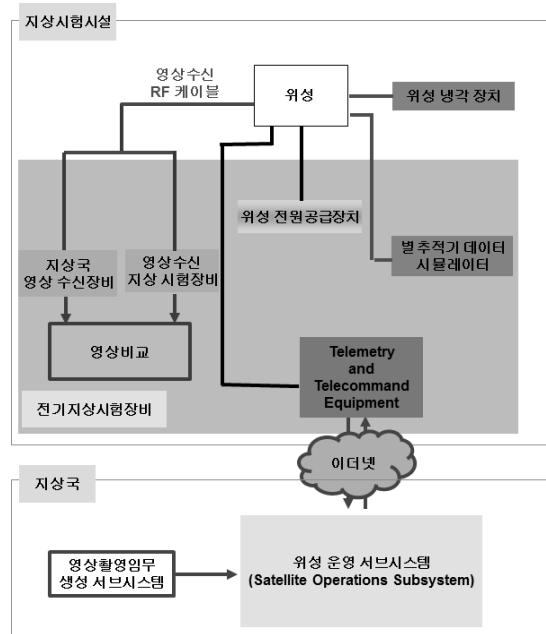 지상시험시설
영상수신
RF 케이블
위성
위성 냉각 장치
위성 전원공급장치
별추적기 데이터
시뮬레이터
지상국
영상 수신장비
영상수신
지상 시험장비
영상비교
Telemetry
and
Telecommand
Equipment
전기지상시험장비
이더넷
지상국
영상촬영임무
생성 서브시스템
위성 운영 서브시스템
(Satellite Operations Subsystem)